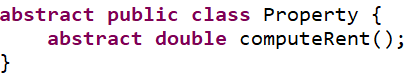 abstract public class Property {
    abstract double computeRent();
}